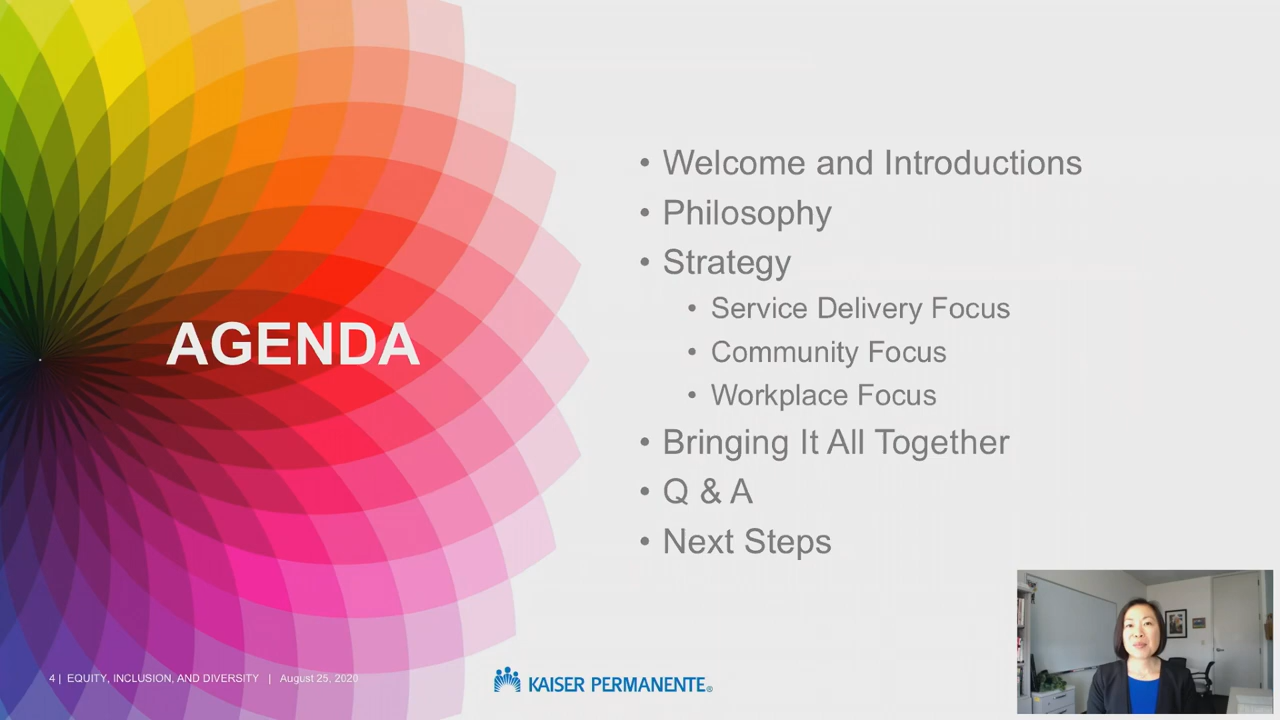 AGENDA
• Welcome and Introductions
• Philosophy
• Strategy
• Service Delivery Focus
• Community Focus
• Workplace Focus
• Bringing It All Together
• Q & A
• Next Steps
4 | EQUITY, INCLUSION, AND DIVERSITY | August 25, 2020
KAISER PERMANENTE®